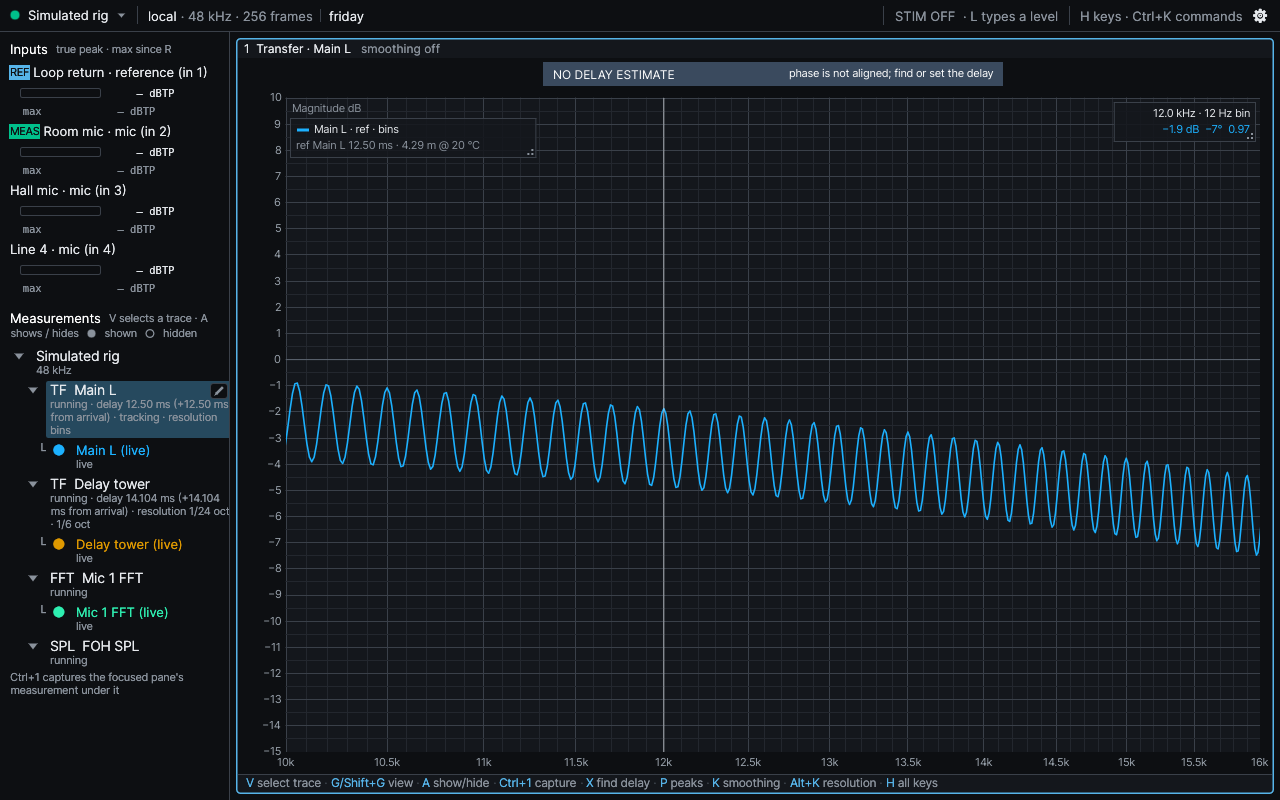 Simulated rig
local · 48 kHz · 256 frames
friday
STIM OFF · L types a level
H keys · Ctrl+K commands
Inputs true peak · max since R
REF Loop return · reference (in 1)
– dBTP
max – dBTP
MEAS Room mic · mic (in 2)
– dBTP
max – dBTP
Hall mic · mic (in 3)
– dBTP
max – dBTP
Line 4 · mic (in 4)
– dBTP
max – dBTP
Measurements V selects a trace · A
shows / hides shown hidden
Simulated rig
48 kHz
TF Main L
running · delay 12.50 ms (+12.50 ms
from arrival) · tracking · resolution
bins
Main L (live)
live
TF Delay tower
running · delay 14.104 ms (+14.104
ms from arrival) · resolution 1/24 oct
· 1/6 oct
Delay tower (live)
live
FFT Mic 1 FFT
running
Mic 1 FFT (live)
live
SPL FOH SPL
running
Ctrl+1 captures the focused pane's
measurement under it
1 Transfer · Main L smoothing off
NO DELAY ESTIMATE phase is not aligned; find or set the delay
Magnitude dB
Main L · ref · bins
ref Main L 12.50 ms · 4.29 m @ 20 °C
12.0 kHz · 12 Hz bin
−1.9 dB −7° 0.97
10
9
8
7
6
5
4
3
2
1
0
−1
−2
−3
−4
−5
−6
−7
−8
−9
−10
−11
−12
−13
−14
−15
10k 10.5k 11k 11.5k 12k 12.5k 13k 13.5k 14k 14.5k 15k 15.5k 16k
V select trace · G/Shift+G view · A show/hide · Ctrl+1 capture · X find delay · P peaks · K smoothing · Alt+K resolution · H all keys